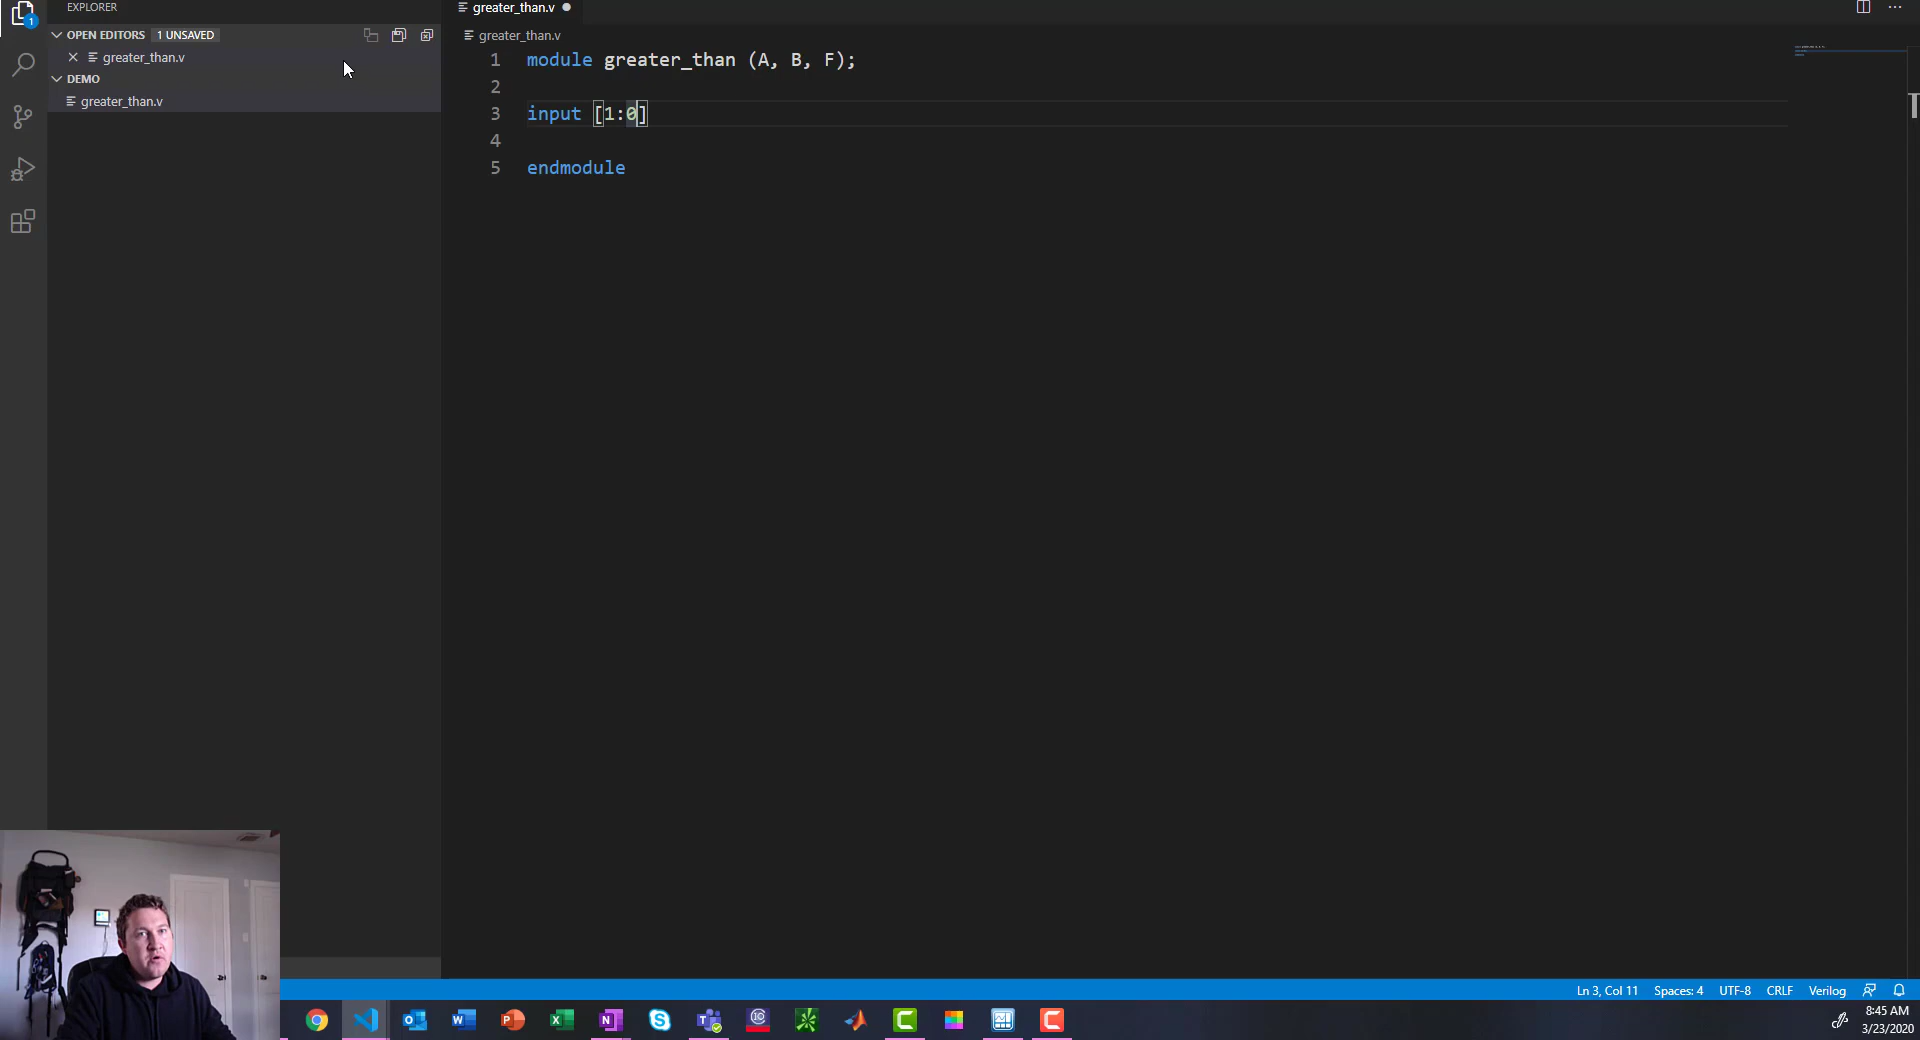 EXPLORER
OPEN EDITORS 1 UNSAVED
greater_than.v
DEMO
greater_than.v
1
greater_than.v
greater_than.v
1 module greater_than (A, B, F);
2
3 input [1:0]
4
5 endmodule
Ln 3, Col 11 Spaces: 4 UTF-8 CRLF Verilog
8:45 AM
3/23/2020